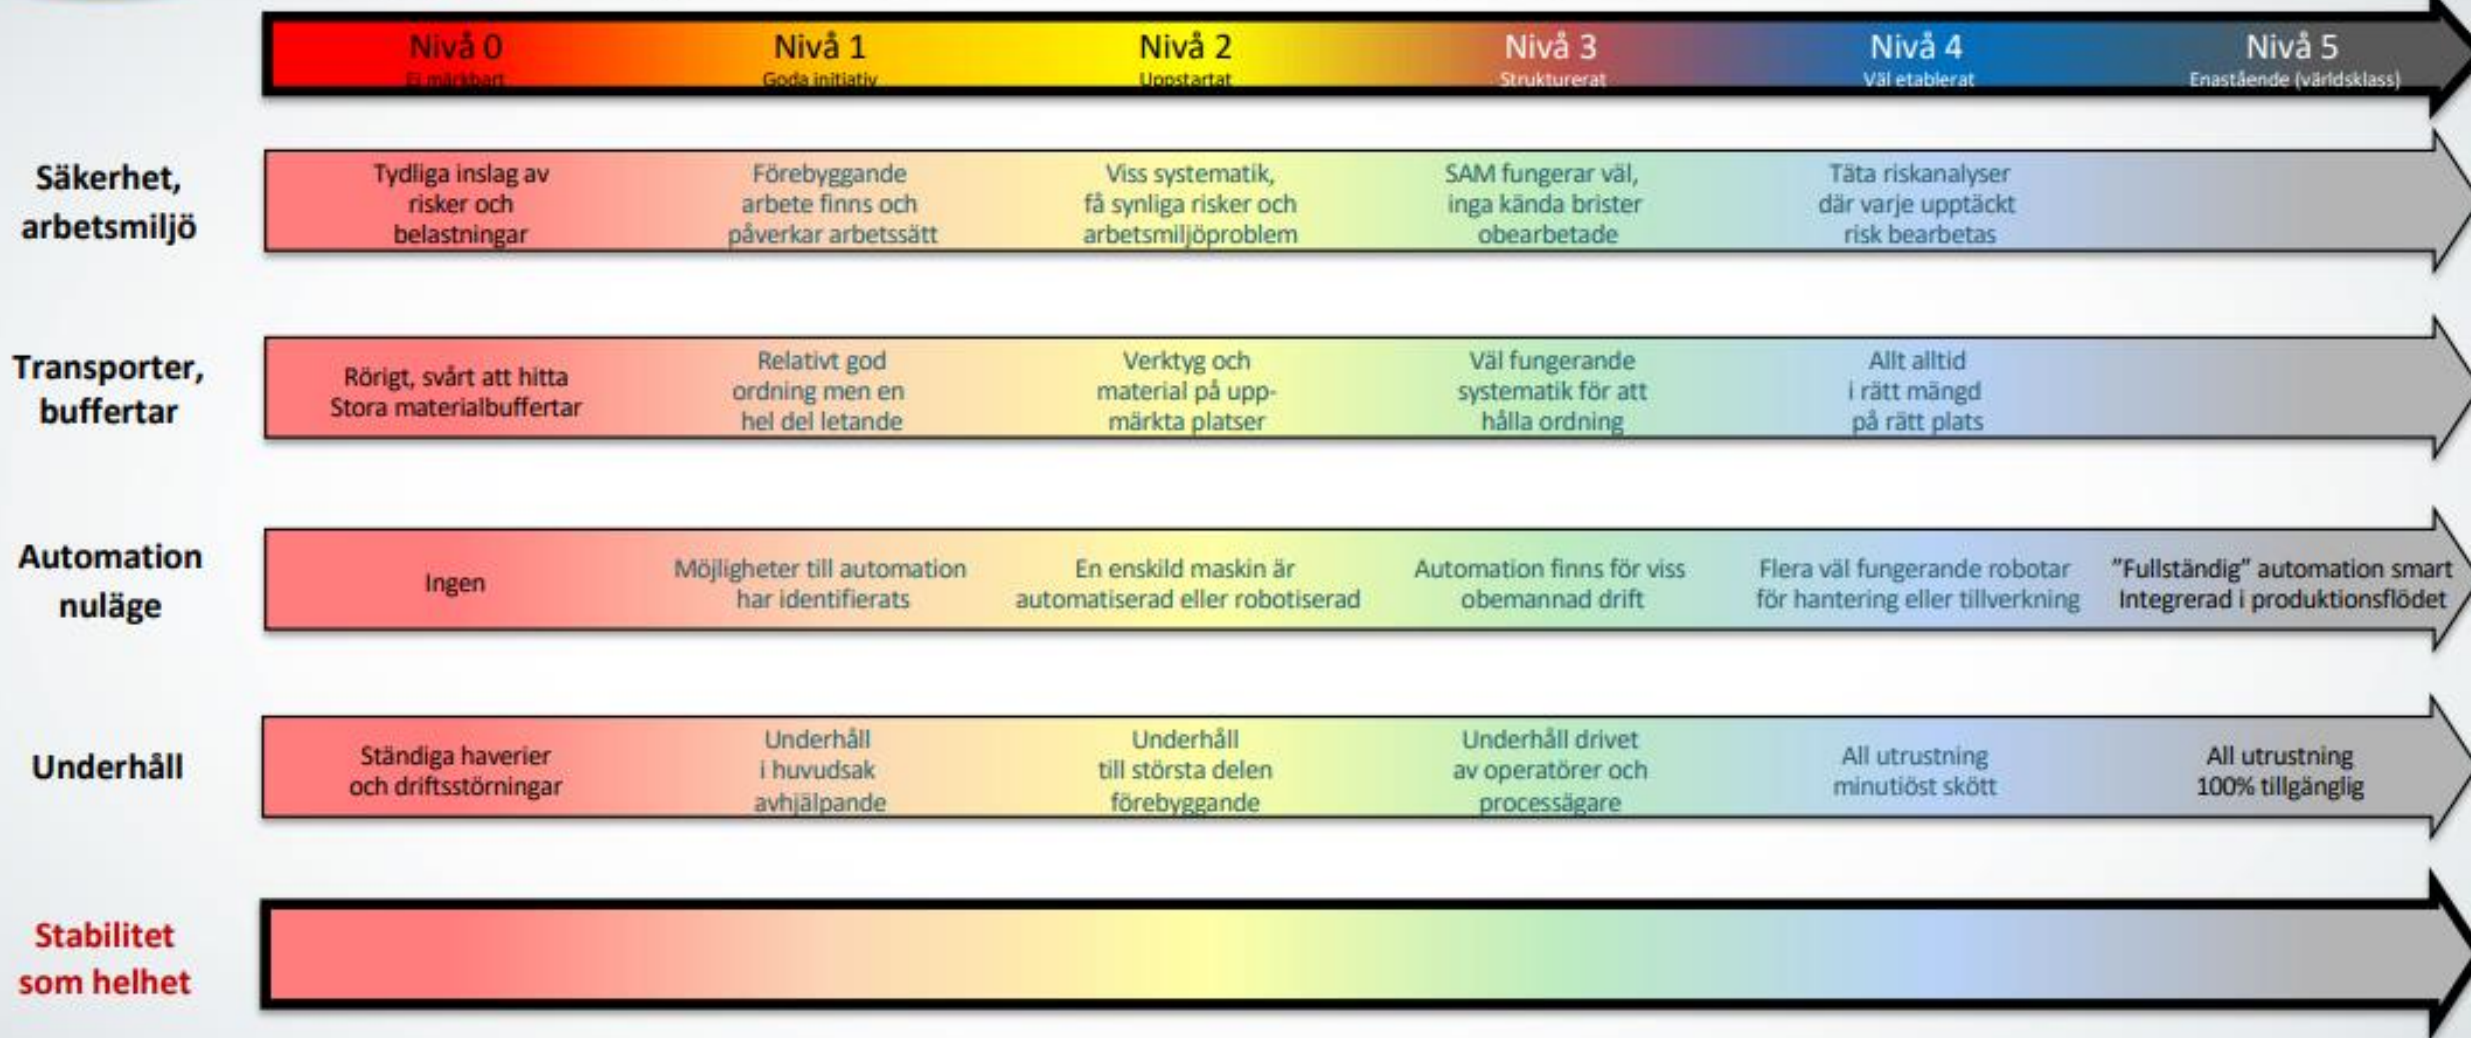 Nivå 0
Ej märkbart
Nivå 1
Goda initiativ
Nivå 2
Uppstartat
Nivå 3
Strukturerat
Nivå 4
Väl etablerat
Nivå 5
Enastående (världsklass)
Säkerhet,
arbetsmiljö
Tydliga inslag av
risker och
belastningar
Förebyggande
arbete finns och
påverkar arbetssätt
Viss systematik,
få synliga risker och
arbetsmiljöproblem
SAM fungerar väl,
inga kända brister
obearbetade
Täta riskanalyser
där varje upptäckt
risk bearbetas
Transporter,
buffertar
Rörigt, svårt att hitta
Stora materialbuffertar
Relativt god
ordning men en
hel del letande
Verktyg och
material på upp-
märkta platser
Väl fungerande
systematik för att
hålla ordning
Allt alltid
i rätt mängd
på rätt plats
Automation
nuläge
Ingen
Möjligheter till automation
har identifierats
En enskild maskin är
automatiserad eller robotiserad
Automation finns för viss
obemannad drift
Flera väl fungerande robotar
för hantering eller tillverkning
”Fullständig” automation smart
Integrerad i produktionsflödet
Underhåll
Ständiga haverier
och driftsstörningar
Underhåll
i huvudsak
avhjälpande
Underhåll
till största delen
förebyggande
Underhåll drivet
av operatörer och
processägare
All utrustning
minutiöst skött
All utrustning
100% tillgänglig
Stabilitet
som helhet